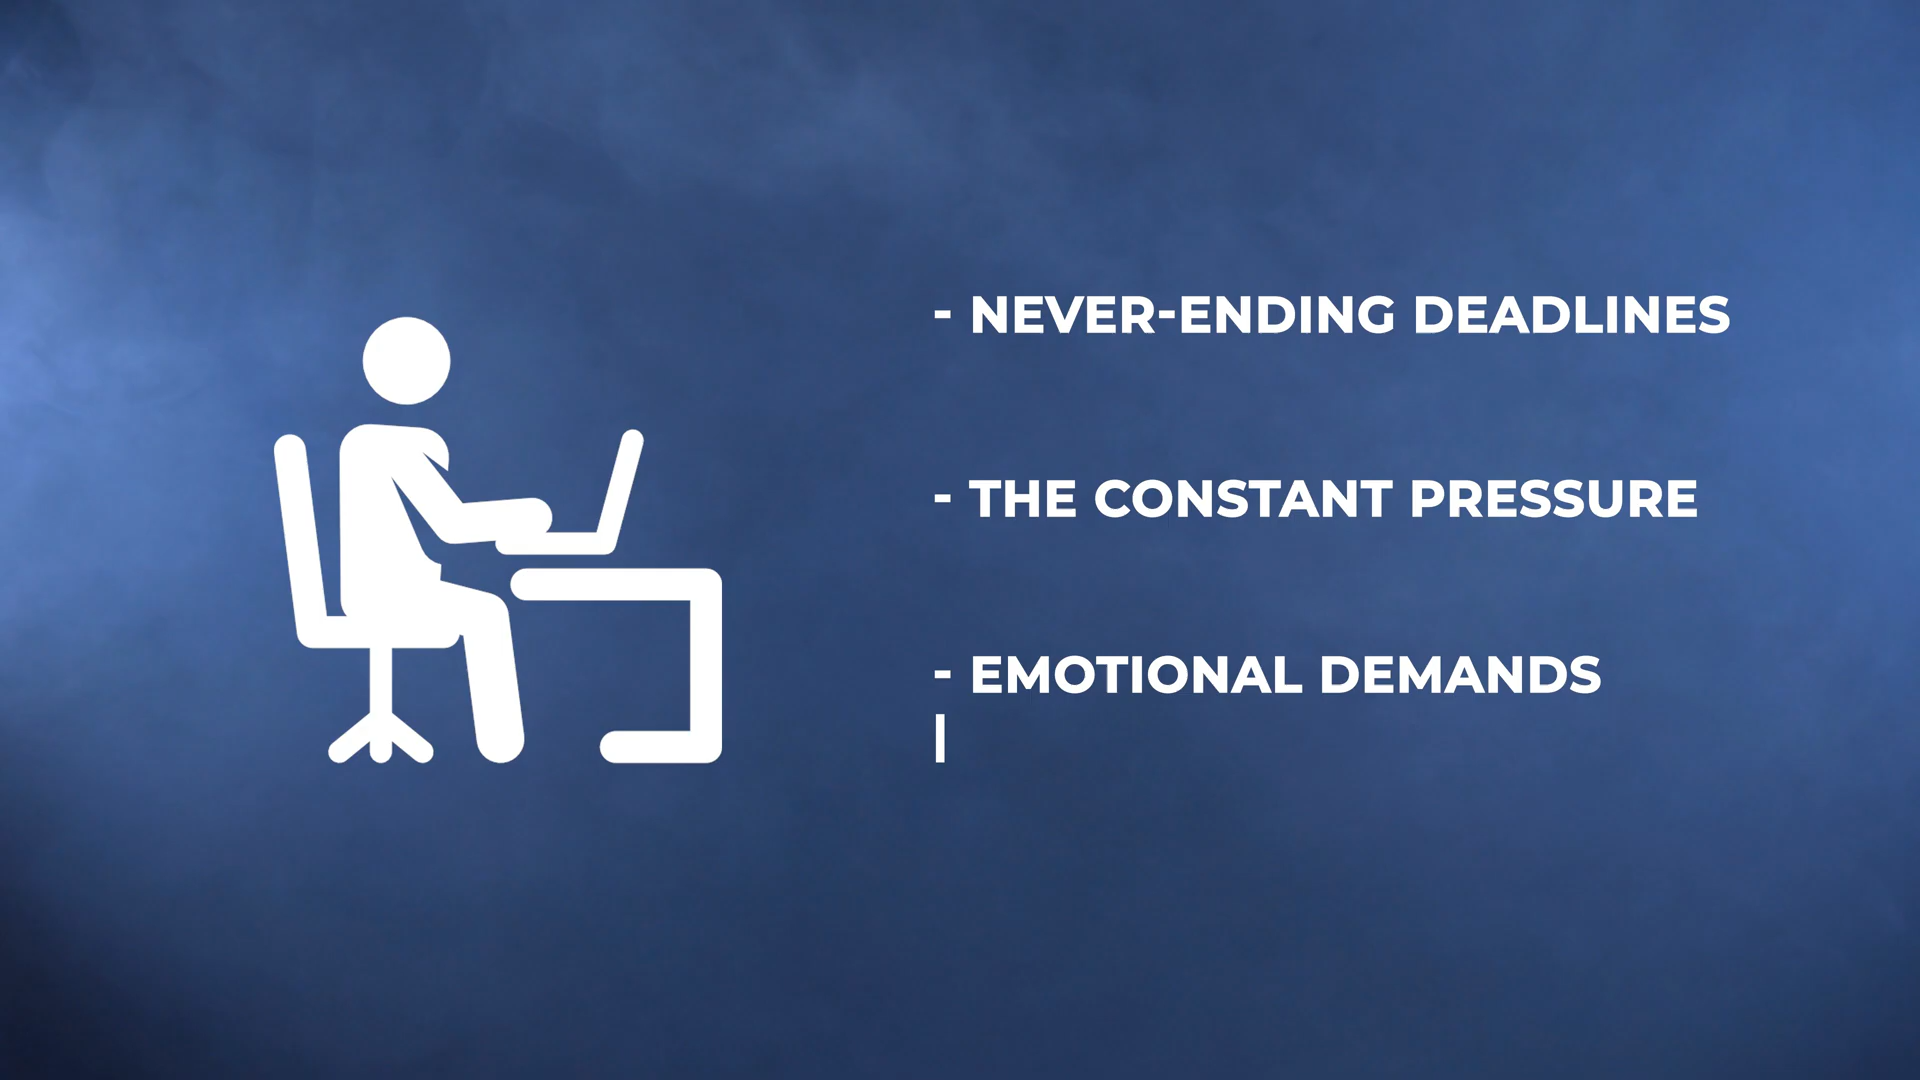 - NEVER-ENDING DEADLINES
- THE CONSTANT PRESSURE
- EMOTIONAL DEMANDS